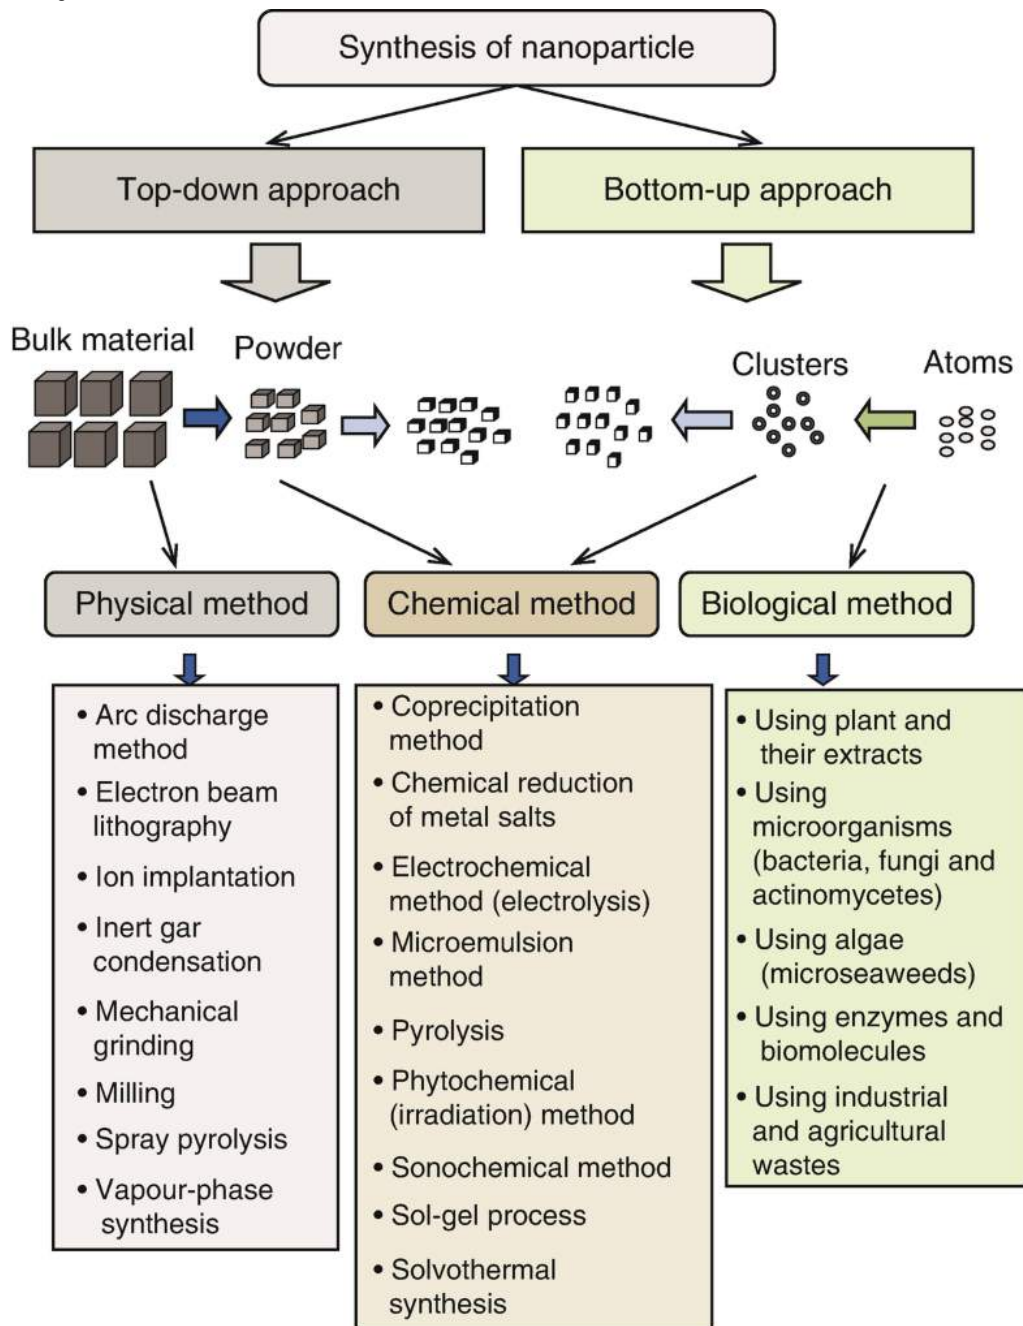 Synthesis of nanoparticle
Top-down approach
Bottom-up approach
Bulk material
Powder
Clusters
Atoms
Physical method
Chemical method
Biological method
• Arc discharge
method
• Electron beam
lithography
• Ion implantation
• Inert gar
condensation
• Mechanical
grinding
• Milling
• Spray pyrolysis
• Vapour-phase
synthesis
• Coprecipitation
method
• Chemical reduction
of metal salts
• Electrochemical
method (electrolysis)
• Microemulsion
method
• Pyrolysis
• Phytochemical
(irradiation) method
• Sonochemical method
• Sol-gel process
• Solvothermal
synthesis
• Using plant and
their extracts
• Using
microorganisms
(bacteria, fungi and
actinomycetes)
• Using algae
(microseaweeds)
• Using enzymes and
biomolecules
• Using industrial
and agricultural
wastes